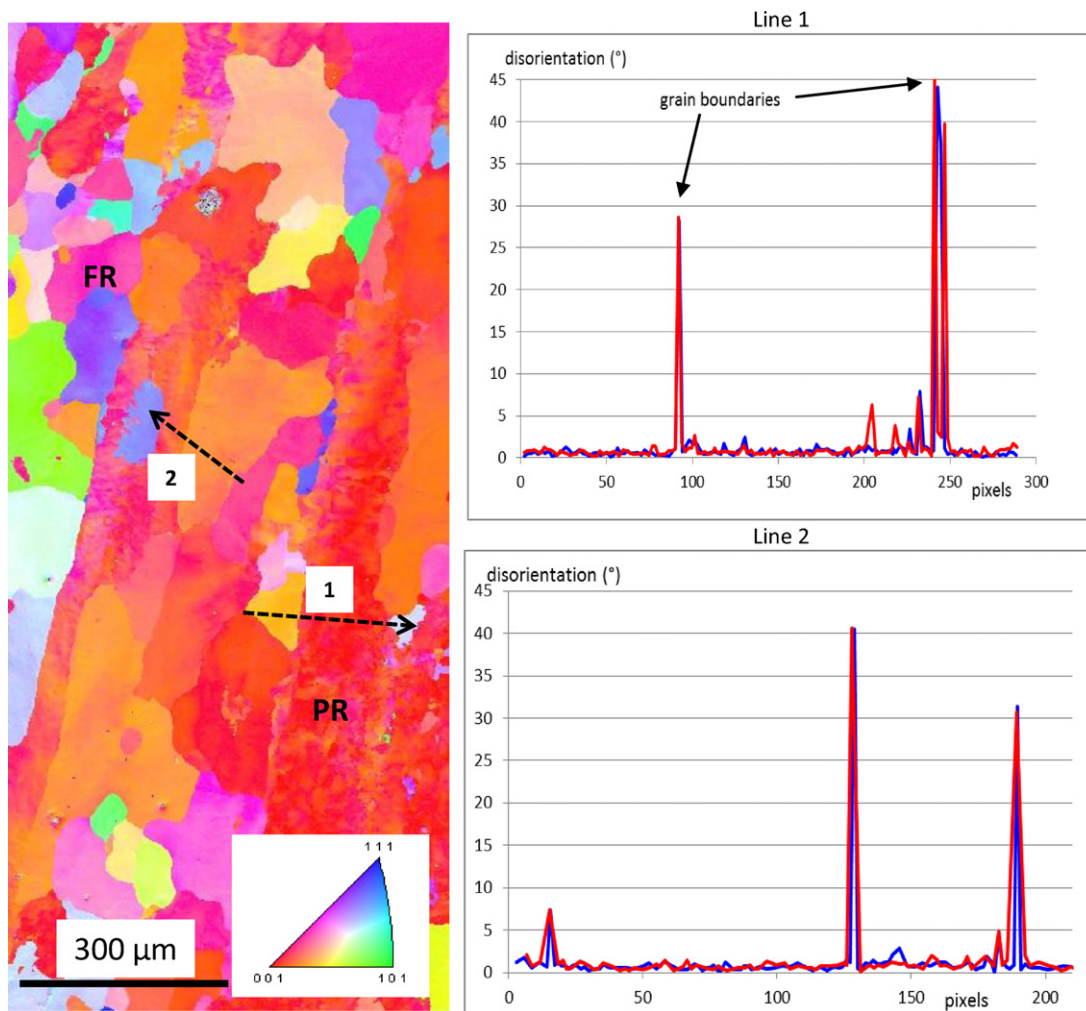 FR
2
1
PR
300 µm
1 1 1
0 0 1
1 0 1
Line 1
disorientation (°)
grain boundaries
45
40
35
30
25
20
15
10
5
0
0 50 100 150 200 250 300
pixels
Line 2
disorientation (°)
45
40
35
30
25
20
15
10
5
0
0 50 100 150 200
pixels